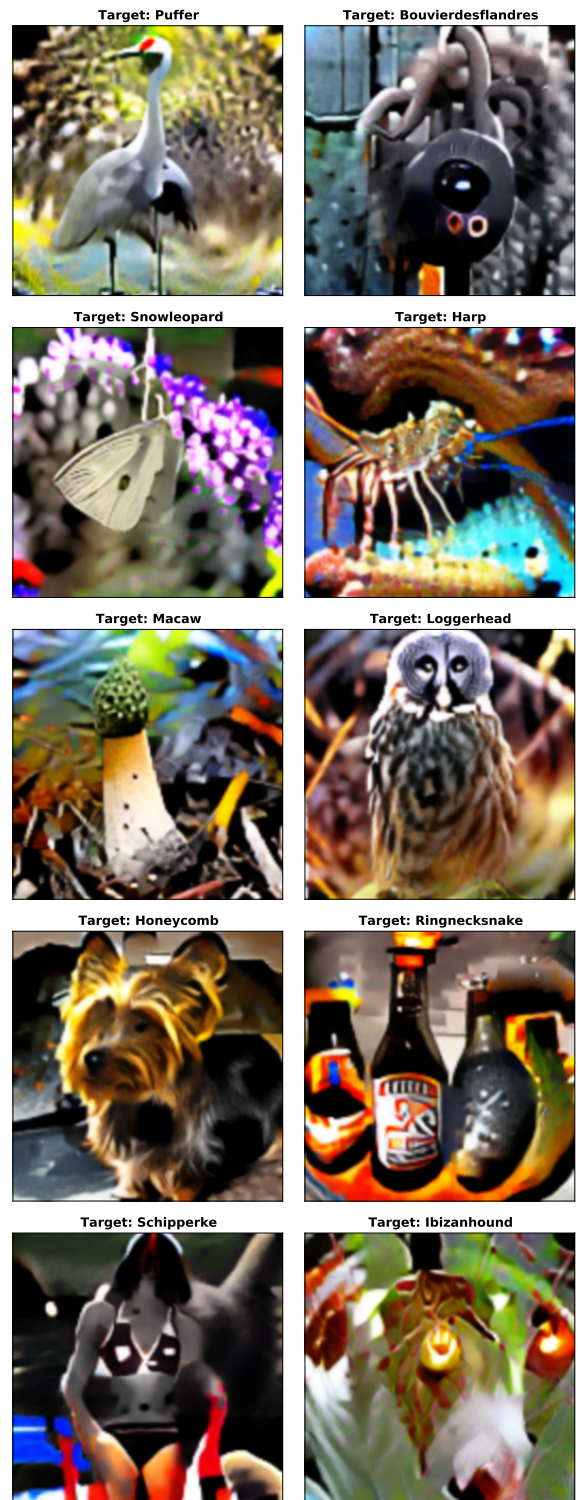 Target: Puffer
Target: Bouvierdesflandres
Target: Snowleopard
Target: Harp
Target: Macaw
Target: Loggerhead
Target: Honeycomb
Target: Ringnecksnake
Target: Schipperke
Target: Ibizanhound